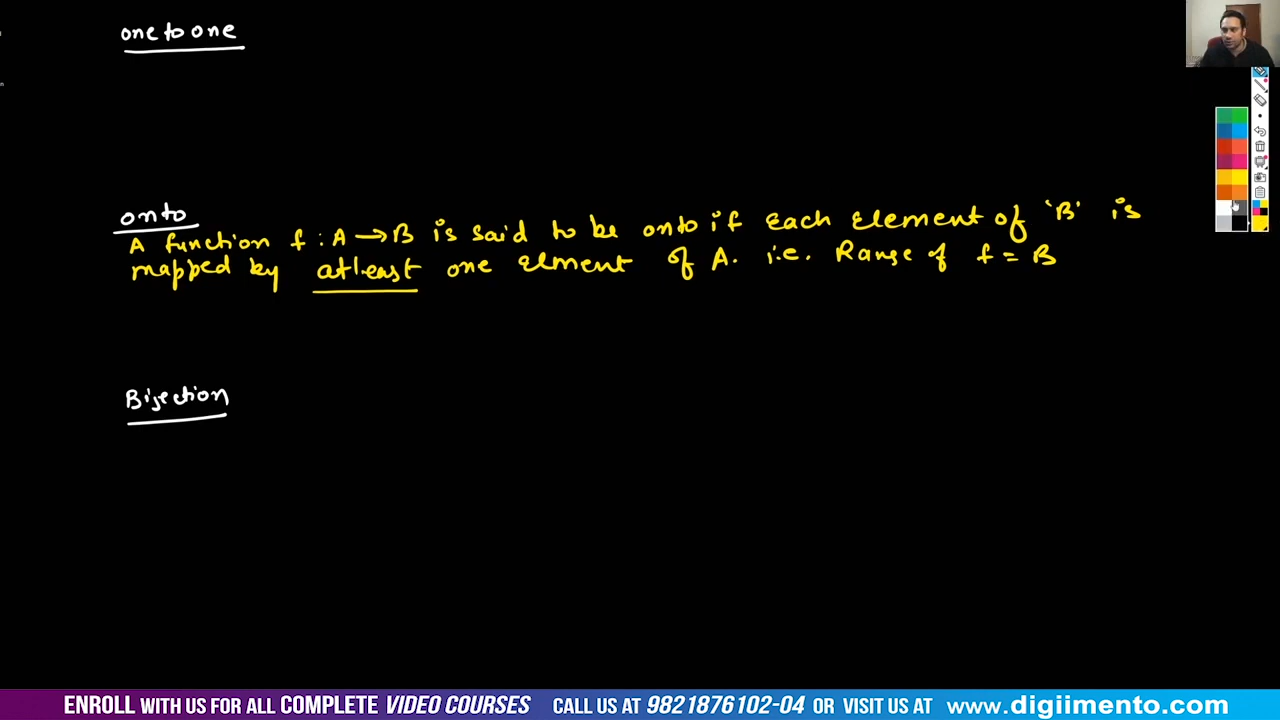 one to one
onto
A function f : A → B is said to be onto if each element of 'B' is
mapped by atleast one elment of A. i.e. Range of f = B
Bijection
ENROLL WITH US FOR ALL COMPLETE VIDEO COURSES CALL US AT 9821876102-04 OR VISIT US AT www.digiimento.com